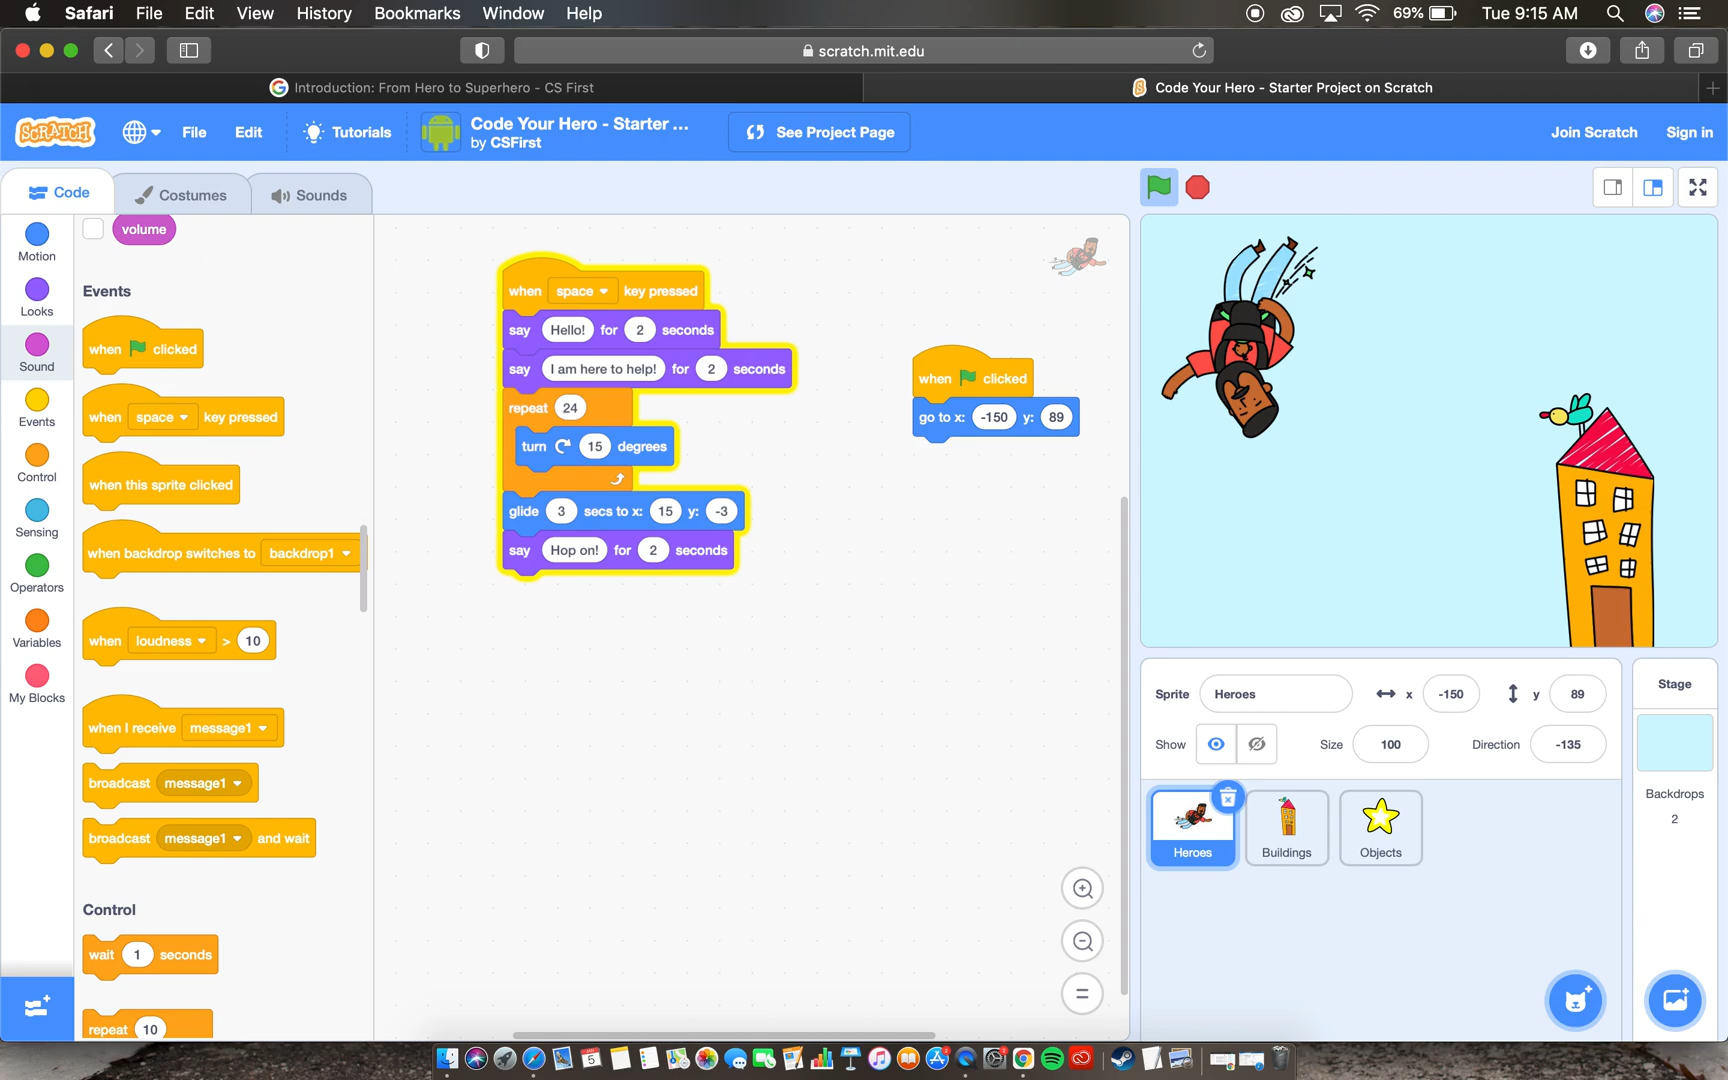 Safari File Edit View History Bookmarks Window Help 69% Tue 9:15 AM
scratch.mit.edu
Introduction: From Hero to Superhero - CS First Code Your Hero - Starter Project on Scratch
SCRATCH File Edit Tutorials Code Your Hero - Starter ... See Project Page Join Scratch Sign in
by CSFirst
Code Costumes Sounds
Motion
Looks
Sound
Events
Control
Sensing
Operators
Variables
My Blocks
volume
Events
when clicked
when space key pressed
when this sprite clicked
when backdrop switches to backdrop1
when loudness > 10
when I receive message1
broadcast message1
broadcast message1 and wait
Control
wait 1 seconds
repeat 10
when space key pressed
say Hello! for 2 seconds
say I am here to help! for 2 seconds
repeat 24
turn 15 degrees
glide 3 secs to x: 15 y: -3
say Hop on! for 2 seconds
when clicked
go to x: -150 y: 89
Sprite Heroes x -150 y 89
Show Size 100 Direction -135
Heroes Buildings Objects
Stage
Backdrops
2
5